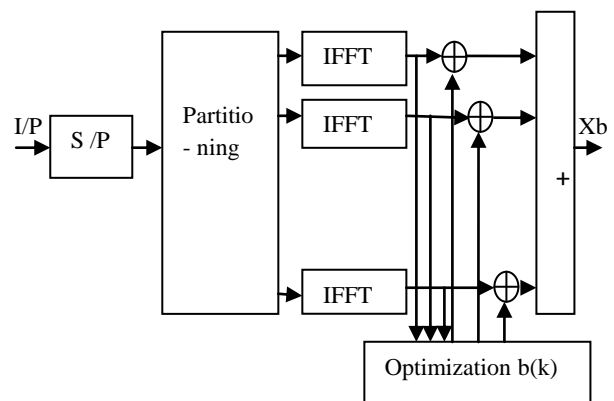 IFFT
IFFT
I/P
S /P
Partitio
- ning
Xb
+
IFFT
Optimization b(k)